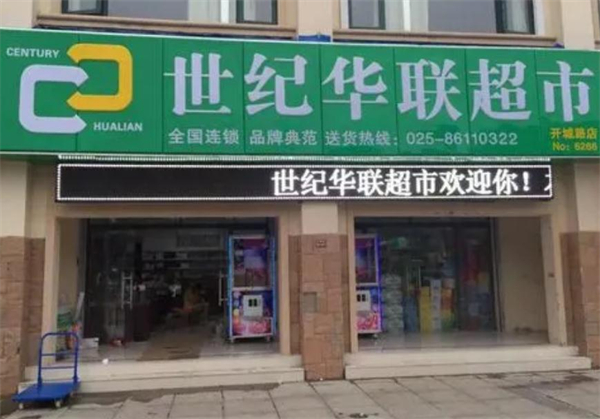 CENTURY
HUALIAN
世纪华联超市
全国连锁 品牌典范 送货热线：025-86110322
开城路店
No：6266
世纪华联超市欢迎你！